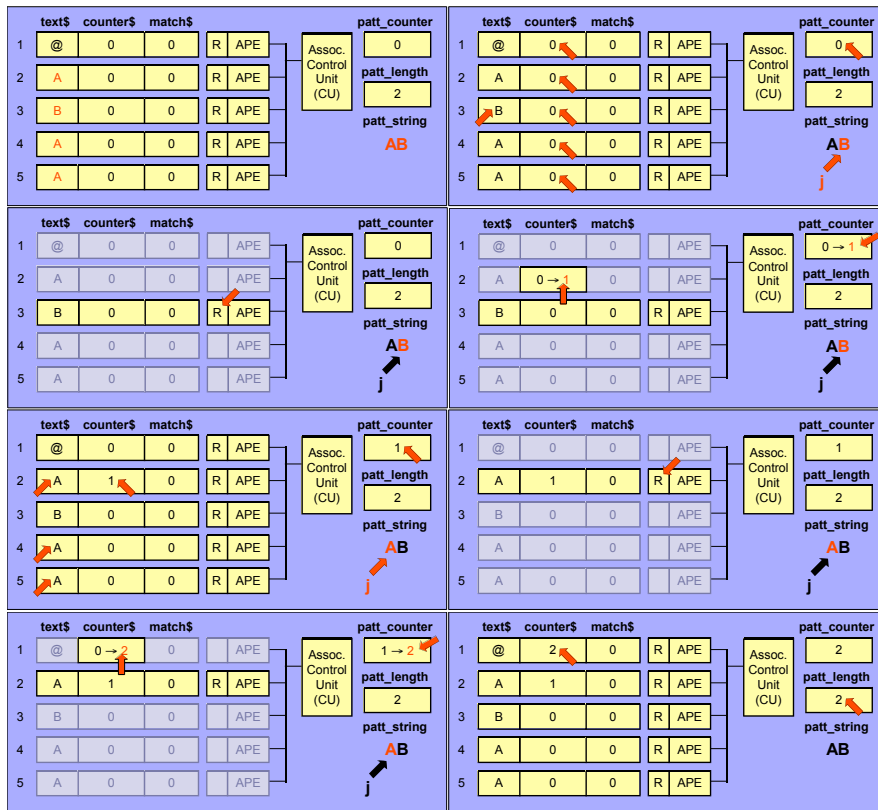 text$ counter$ match$ patt_counter
1 @ 0 0 R APE Assoc. Control Unit (CU) 0
patt_length
2 A 0 0 R APE 2
3 B 0 0 R APE
patt_string
4 A 0 0 R APE AB
5 A 0 0 R APE
text$ counter$ match$ patt_counter
1 @ 0 0 R APE Assoc. Control Unit (CU) 0
patt_length
2 A 0 0 R APE 2
3 B 0 0 R APE
patt_string
4 A 0 0 R APE AB
5 A 0 0 R APE j
text$ counter$ match$ patt_counter
1 @ 0 0 APE Assoc. Control Unit (CU) 0
patt_length
2 A 0 0 APE 2
3 B 0 0 R APE
patt_string
4 A 0 0 APE AB
5 A 0 0 APE j
text$ counter$ match$ patt_counter
1 @ 0 0 APE Assoc. Control Unit (CU) 0 → 1
patt_length
2 A 0 → 1 0 APE 2
3 B 0 0 R APE
patt_string
4 A 0 0 APE AB
5 A 0 0 APE j
text$ counter$ match$ patt_counter
1 @ 0 0 R APE Assoc. Control Unit (CU) 1
patt_length
2 A 1 0 R APE 2
3 B 0 0 R APE
patt_string
4 A 0 0 R APE AB
5 A 0 0 R APE j
text$ counter$ match$ patt_counter
1 @ 0 0 APE Assoc. Control Unit (CU) 1
patt_length
2 A 1 0 R APE 2
3 B 0 0 APE
patt_string
4 A 0 0 APE AB
5 A 0 0 APE j
text$ counter$ match$ patt_counter
1 @ 0 → 2 0 APE Assoc. Control Unit (CU) 1 → 2
patt_length
2 A 1 0 R APE 2
3 B 0 0 APE
patt_string
4 A 0 0 APE AB
5 A 0 0 APE j
text$ counter$ match$ patt_counter
1 @ 2 0 R APE Assoc. Control Unit (CU) 2
patt_length
2 A 1 0 R APE 2
3 B 0 0 R APE
patt_string
4 A 0 0 R APE AB
5 A 0 0 R APE